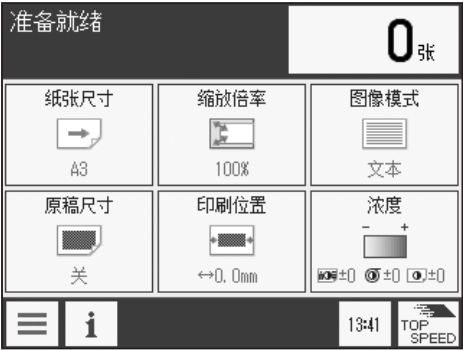 准备就绪
0张
纸张尺寸
A3
缩放倍率
100%
图像模式
文本
原稿尺寸
关
印刷位置
↔0.0mm
浓度
- +
±0 ±0 ±0
i
13:41
TOP
SPEED